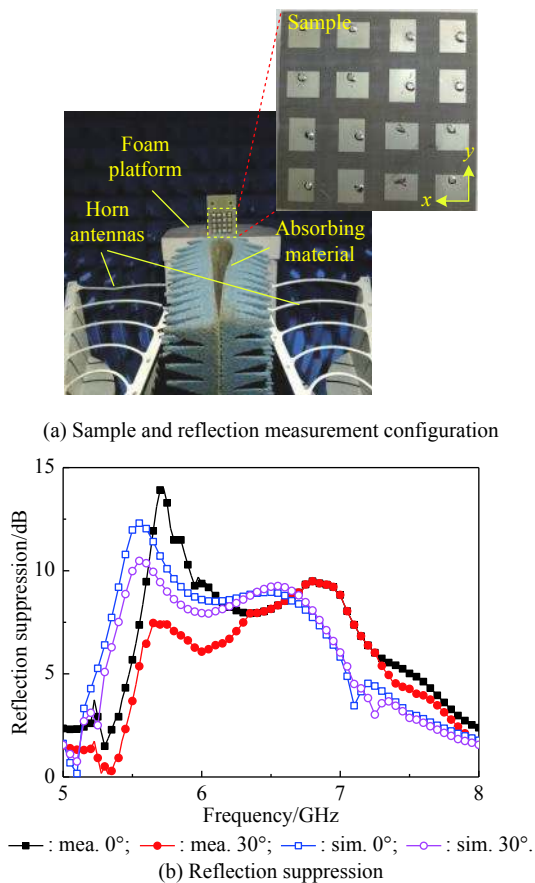 Sample
y
x
Foam
platform
Horn
antennas
Absorbing
material
(a) Sample and reflection measurement configuration
15
10
5
0
Reflection suppression/dB
5
6
7
8
Frequency/GHz
: mea. 0°; : mea. 30°; : sim. 0°; : sim. 30°.
(b) Reflection suppression